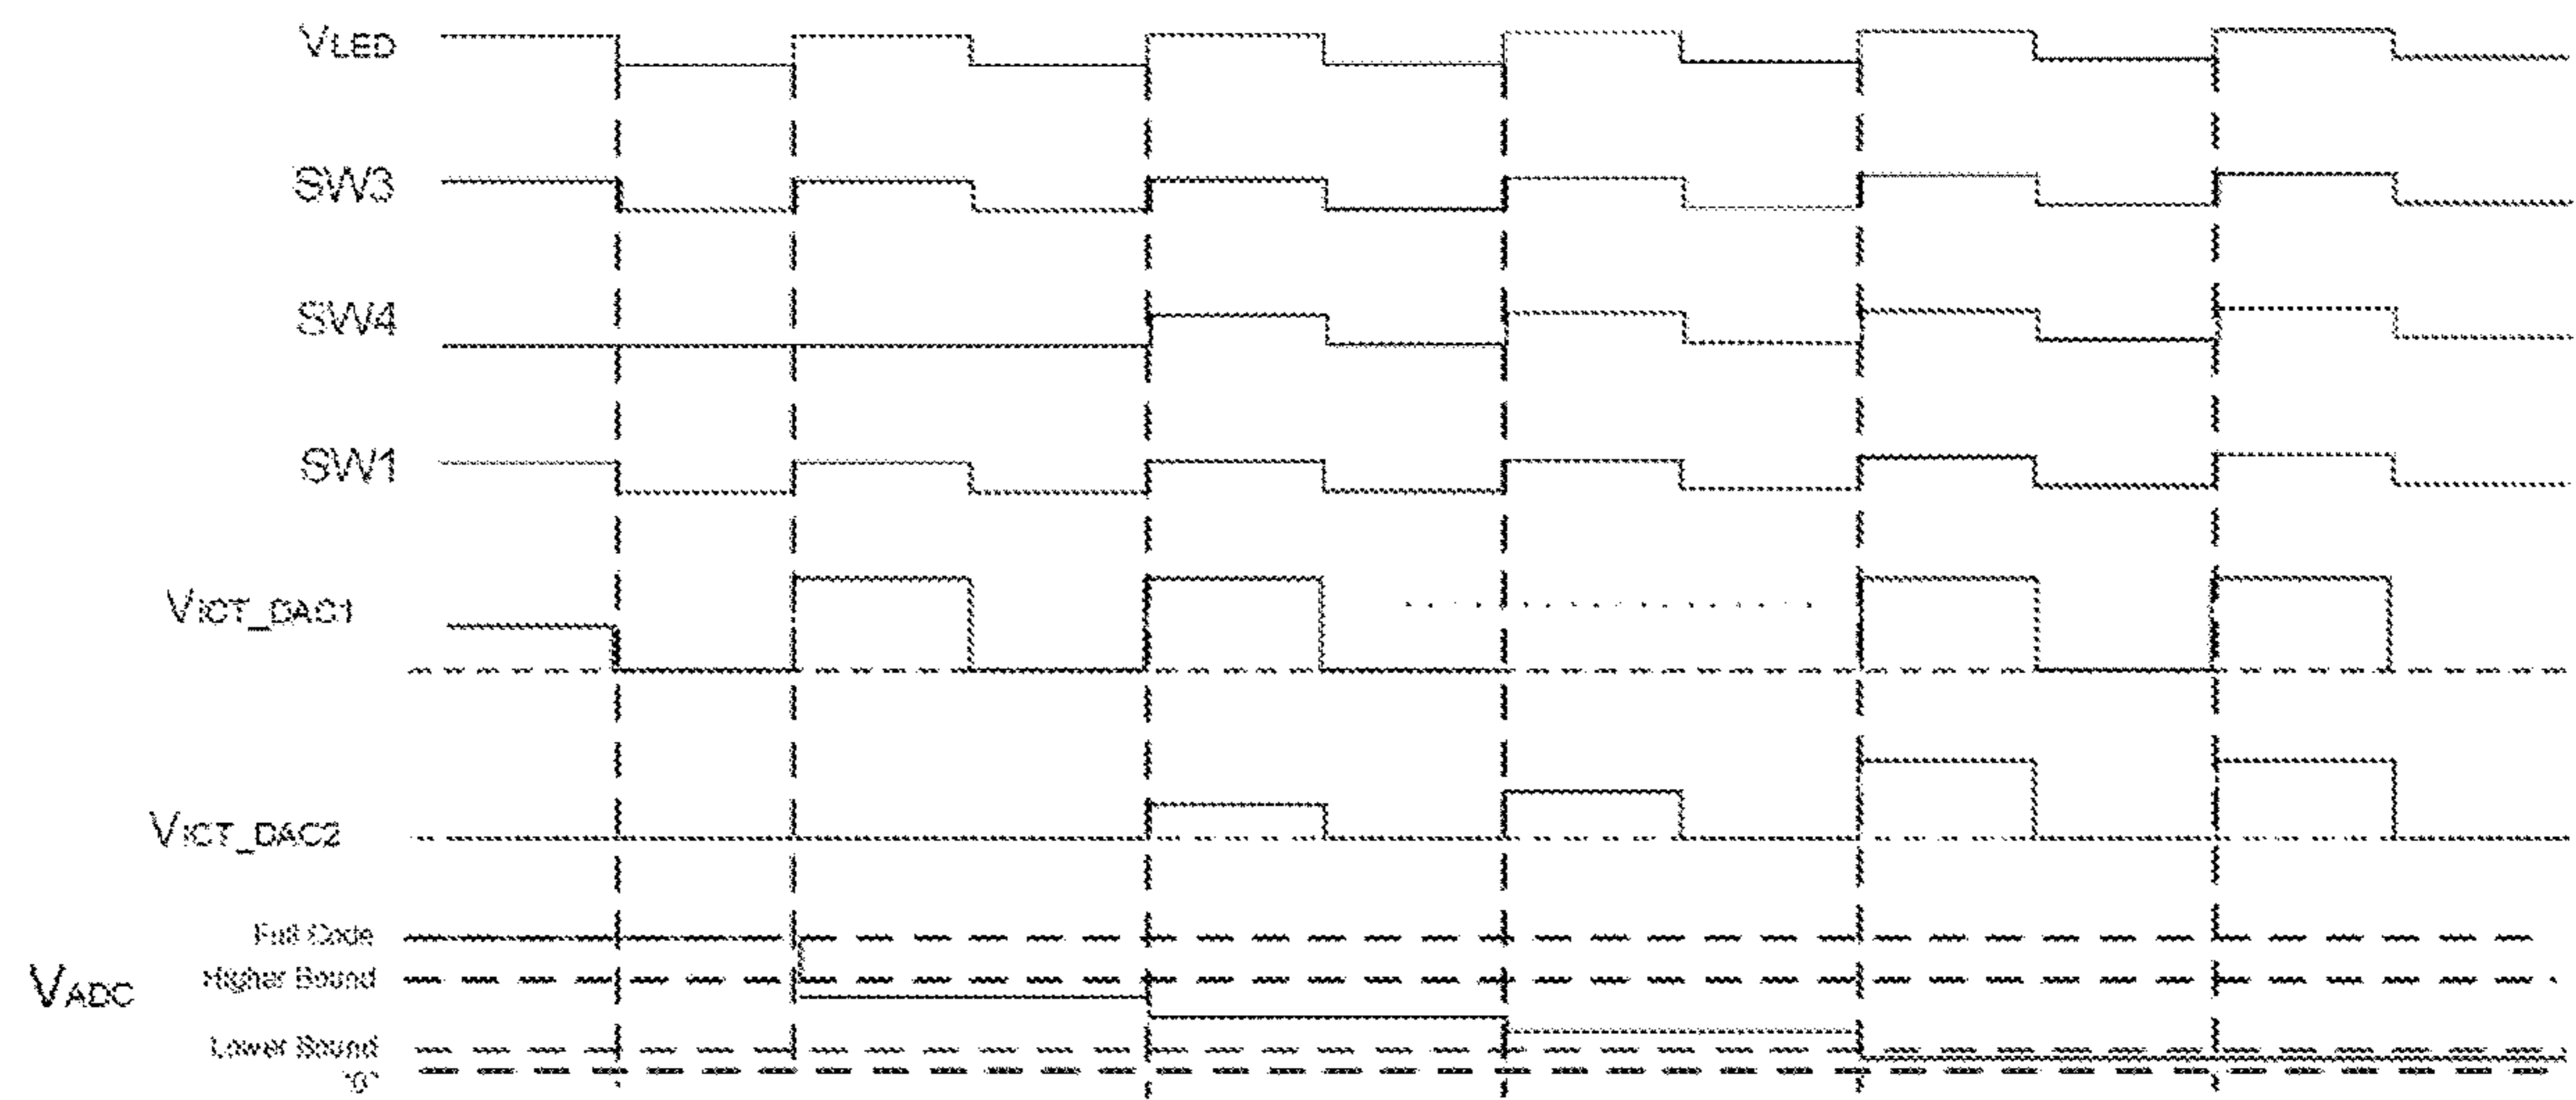 VLED
SW3
SW4
SW1
VICT_DAC1
VICT_DAC2
Full Code
Higher Bound
VADC
Lower Bound
"0"